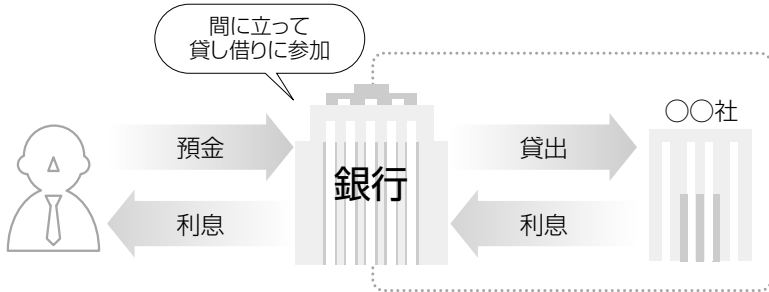 間に立って
貸し借りに参加
○○社
預金
貸出
銀行
利息
利息